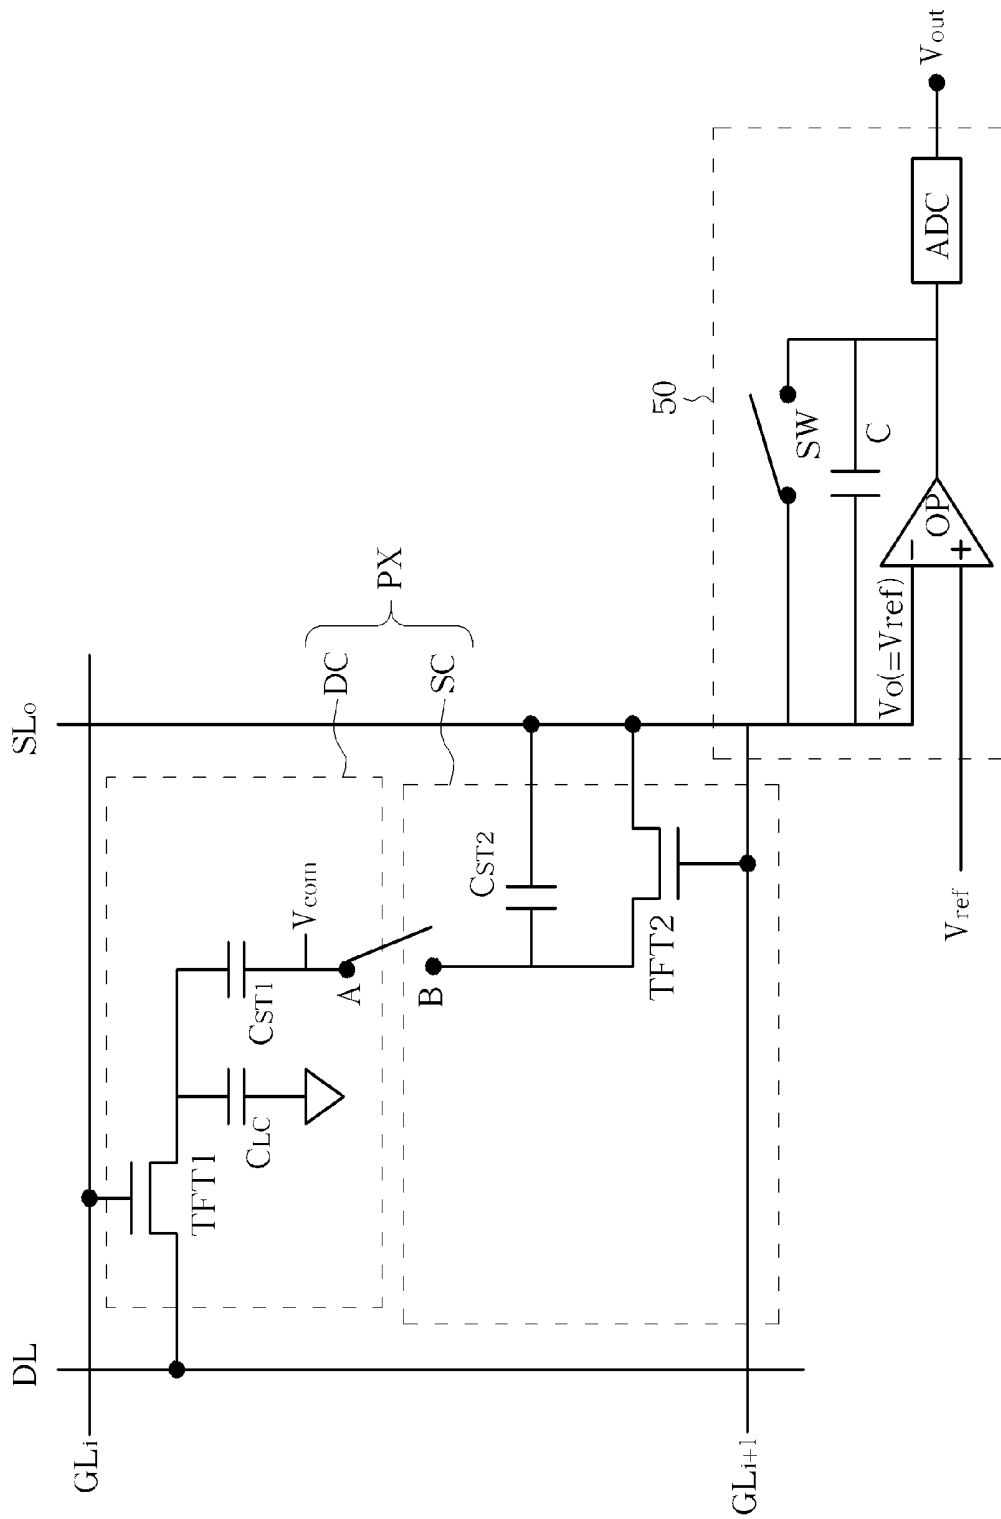 DL
SLo
GLi
TFT1
CLC
CST1
Vcom
A
B
DC
SC
PX
CST2
TFT2
GLi+1
50
SW
C
Vo(=Vref)
OP
−
+
Vref
ADC
Vout